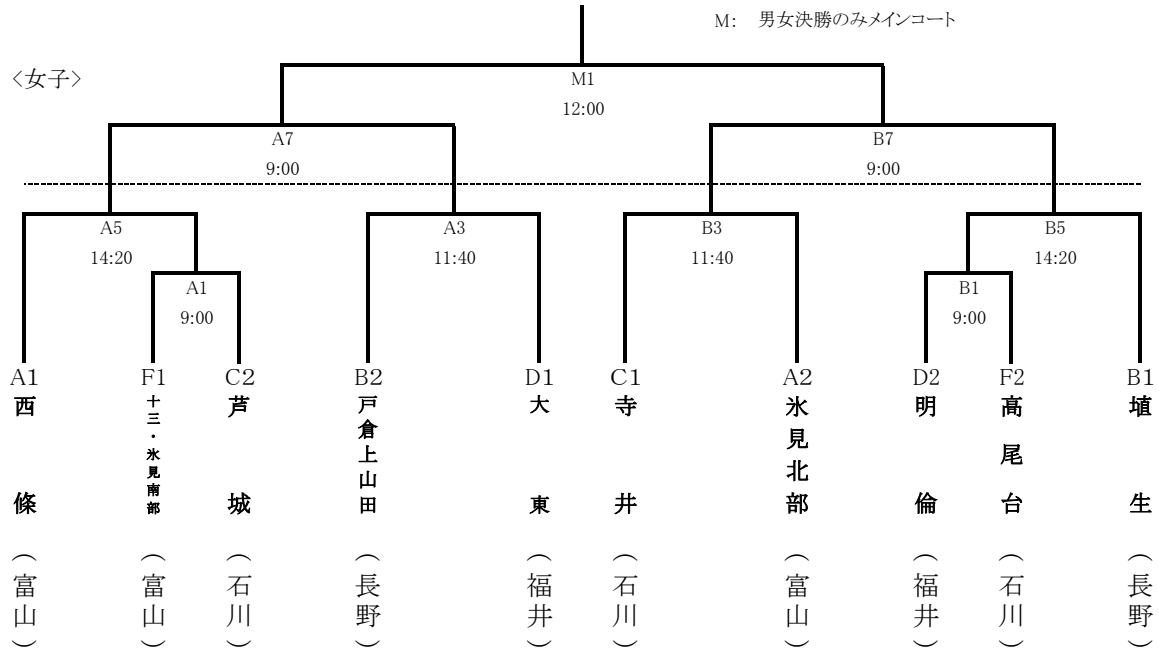 M: 男女決勝のみメインコート
<女子>
M1
12:00
A7
9:00
B7
9:00
A5
14:20
A3
11:40
B3
11:40
B5
14:20
A1
9:00
B1
9:00
A1
西條
(富山)
F1
十三・氷見南部
(富山)
C2
芦城
(石川)
B2
戸倉上山田
(長野)
D1
大東
(福井)
C1
寺井
(石川)
A2
氷見北部
(富山)
D2
明倫
(福井)
F2
高尾台
(石川)
B1
埴生
(長野)